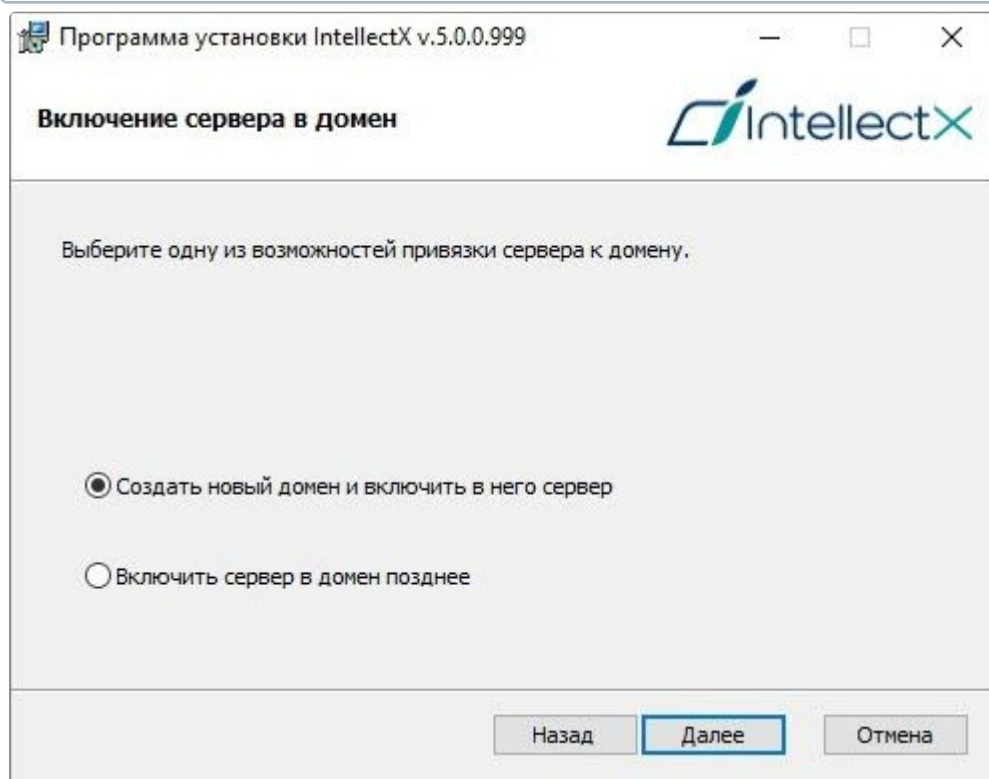 Программа установки IntellectX v.5.0.0.999
Включение сервера в домен
IntellectX
Выберите одну из возможностей привязки сервера к домену.
Создать новый домен и включить в него сервер
Включить сервер в домен позднее
Назад Далее Отмена